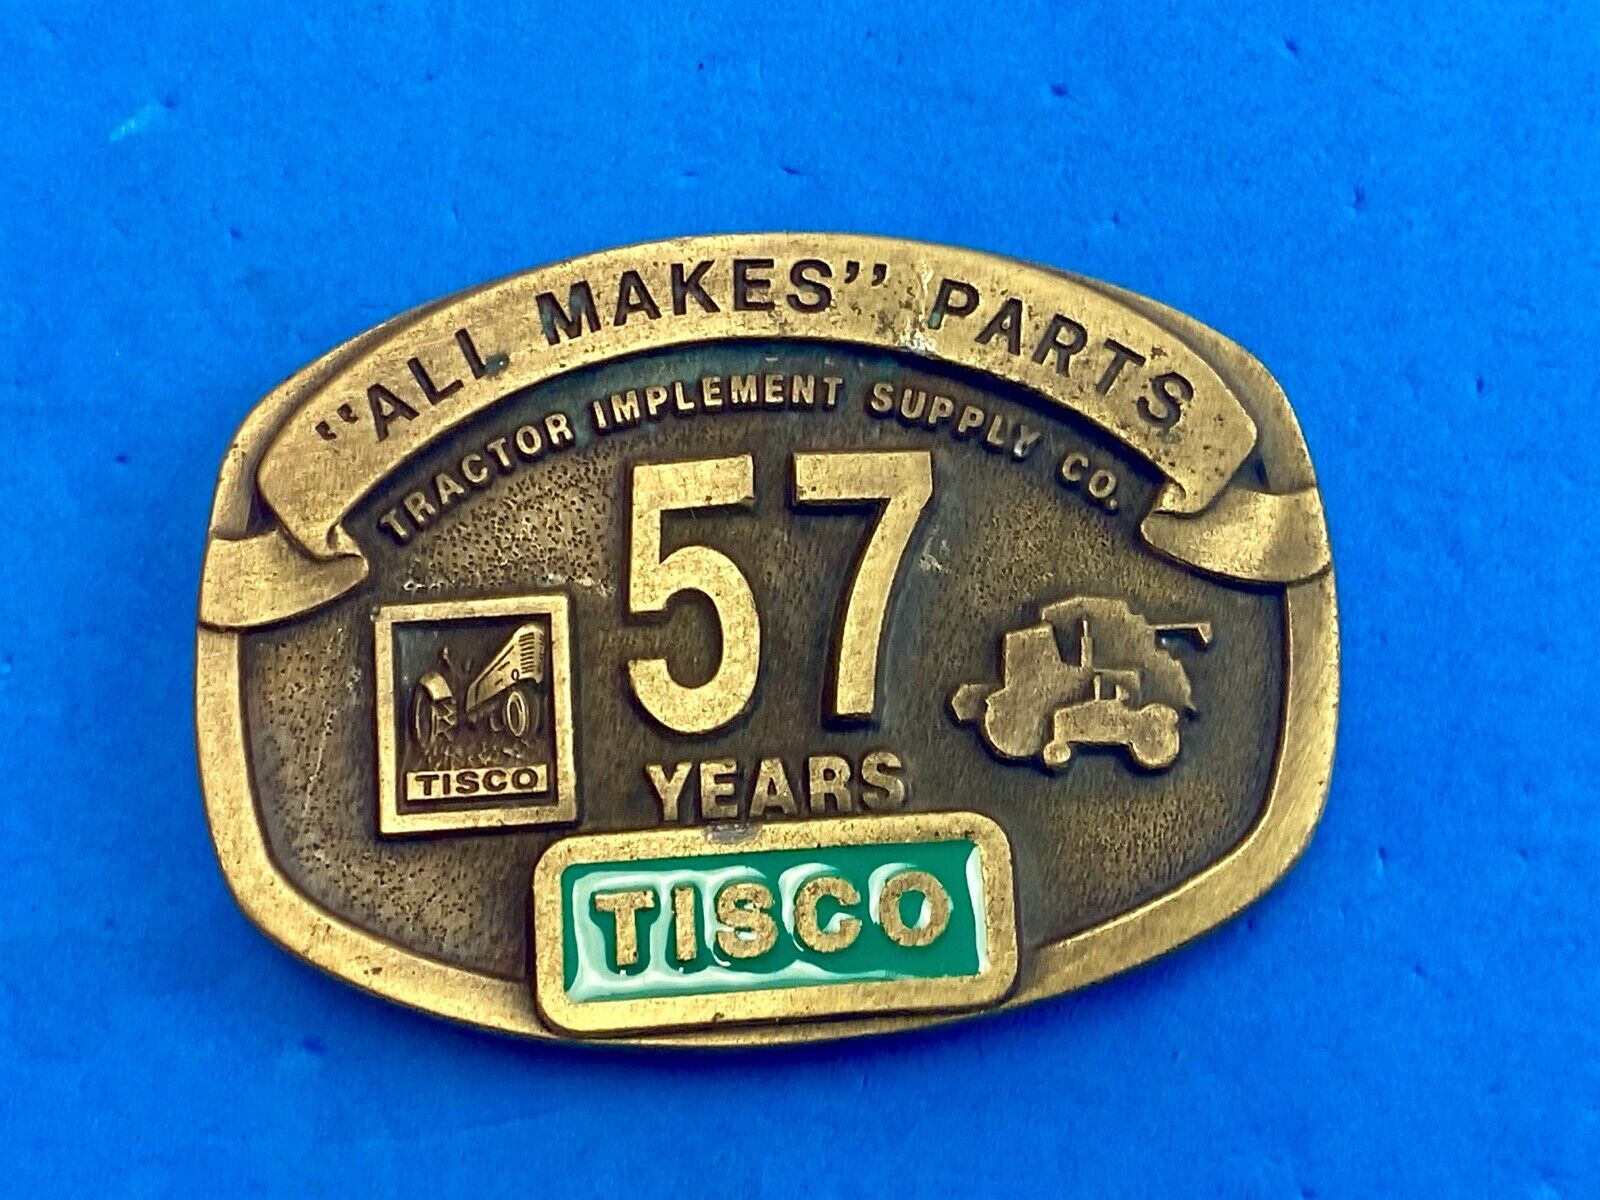 "ALL MAKES" PARTS
TRACTOR IMPLEMENT SUPPLY CO.
57
YEARS
TISCO
TISCO